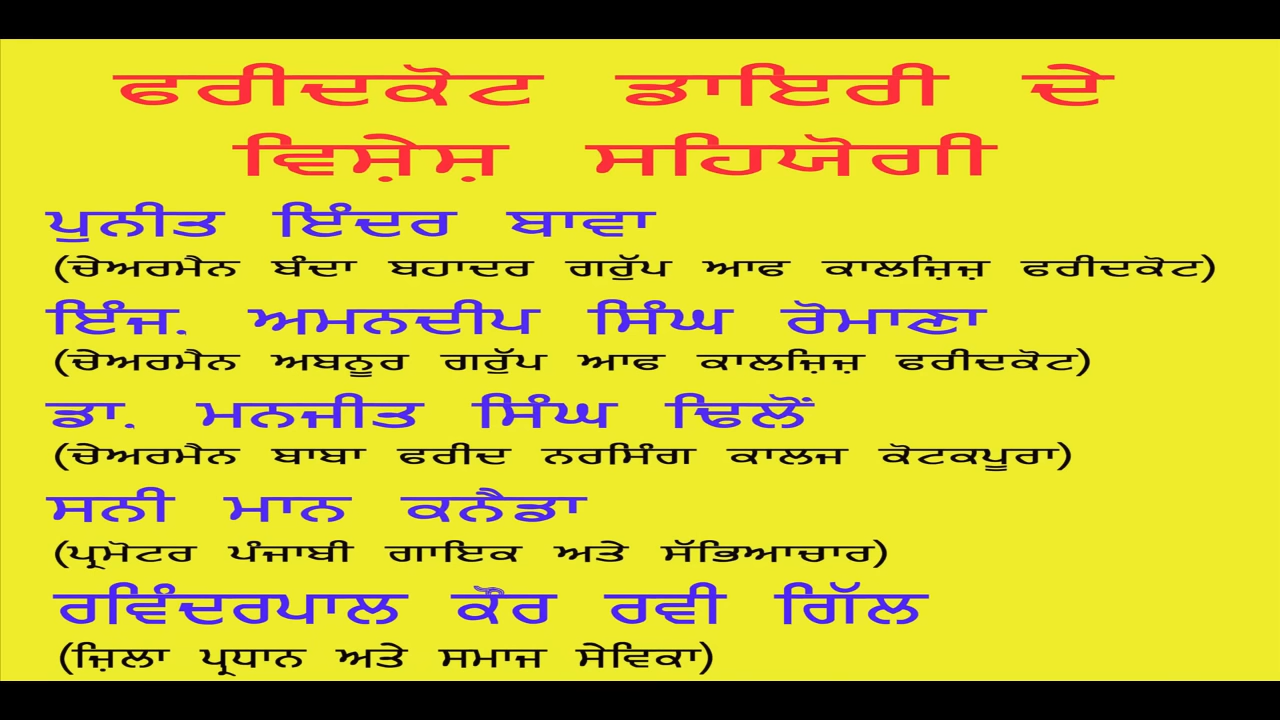 ਫਰੀਦਕੋਟ ਡਾਇਰੀ ਦੇ
ਵਿਸ਼ੇਸ਼ ਸਹਿਯੋਗੀ
ਪੁਨੀਤ ਇੰਦਰ ਬਾਵਾ
(ਚੇਅਰਮੈਨ ਬੰਦਾ ਬਹਾਦਰ ਗਰੁੱਪ ਆਫ ਕਾਲਜ਼ਿਜ਼ ਫਰੀਦਕੋਟ)
ਇੰਜ. ਅਮਨਦੀਪ ਸਿੰਘ ਰੋਮਾਣਾ
(ਚੇਅਰਮੈਨ ਅਬਨੂਰ ਗਰੁੱਪ ਆਫ ਕਾਲਜ਼ਿਜ਼ ਫਰੀਦਕੋਟ)
ਡਾ. ਮਨਜੀਤ ਸਿੰਘ ਢਿਲੋਂ
(ਚੇਅਰਮੈਨ ਬਾਬਾ ਫਰੀਦ ਨਰਸਿੰਗ ਕਾਲਜ ਕੋਟਕਪੂਰਾ)
ਸਨੀ ਮਾਨ ਕਨੈਡਾ
(ਪ੍ਰਮੋਟਰ ਪੰਜਾਬੀ ਗਾਇਕ ਅਤੇ ਸੱਭਿਆਚਾਰ)
ਰਵਿੰਦਰਪਾਲ ਕੌਰ ਰਵੀ ਗਿੱਲ
(ਜ਼ਿਲਾ ਪ੍ਰਧਾਨ ਅਤੇ ਸਮਾਜ ਸੇਵਿਕਾ)